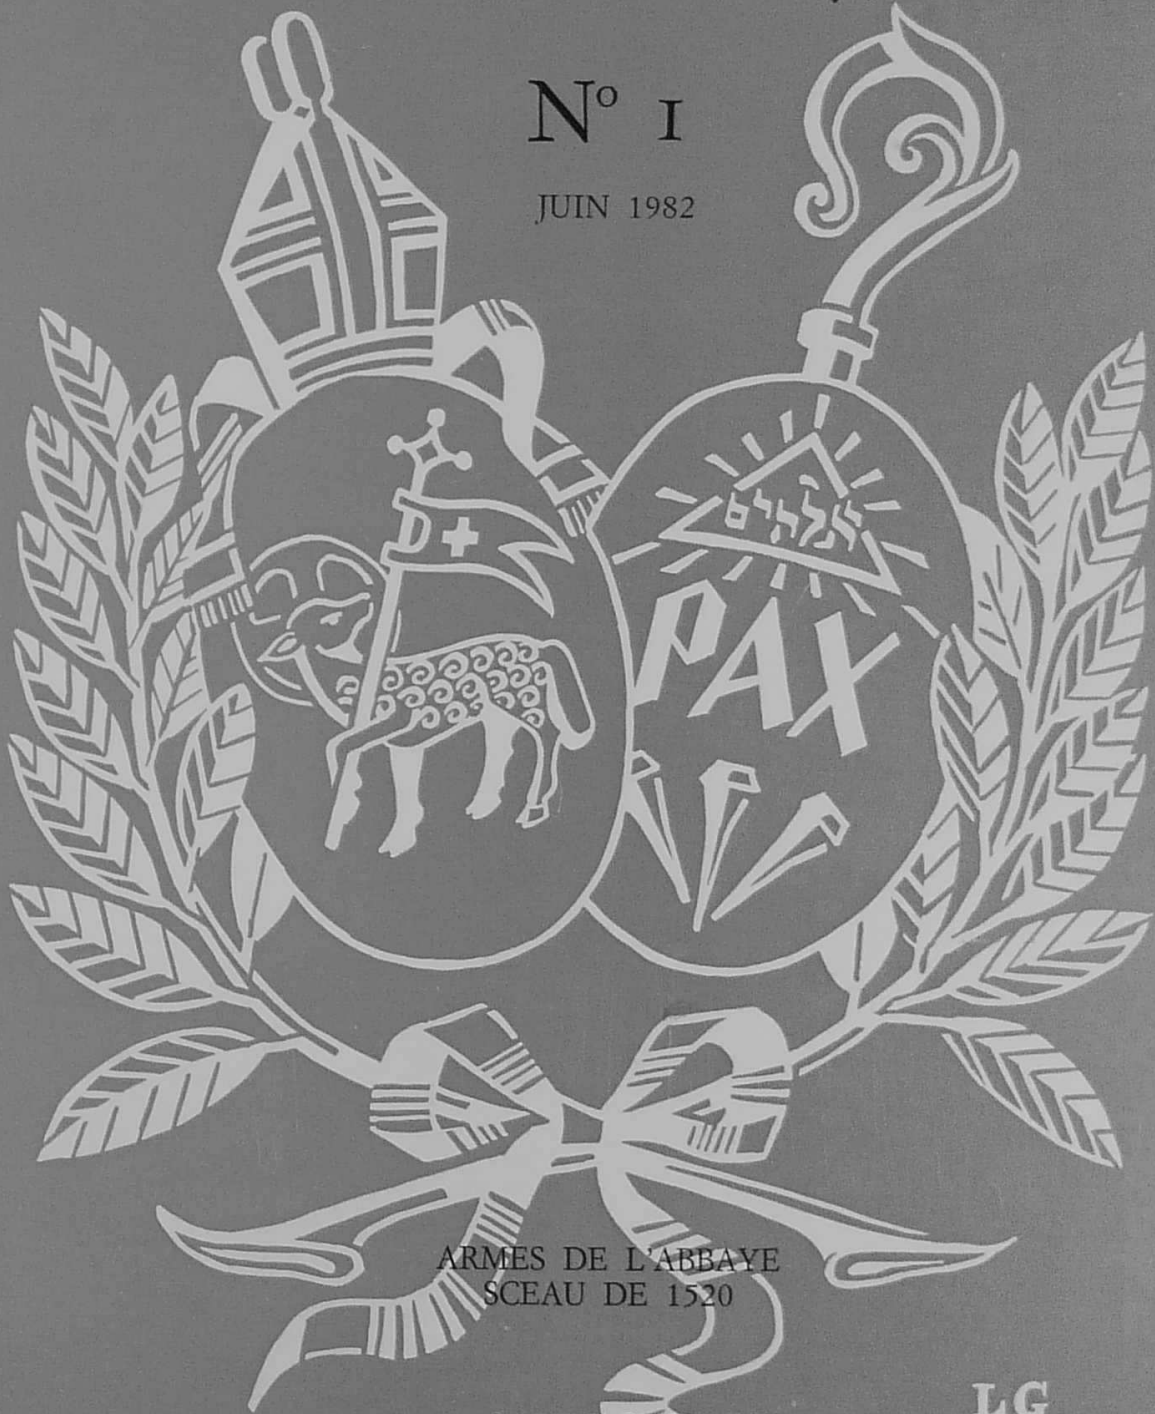 Nº 1
JUIN 1982
אלהים
PAX
ARMES DE L'ABBAYE
SCEAU DE 1520
LG